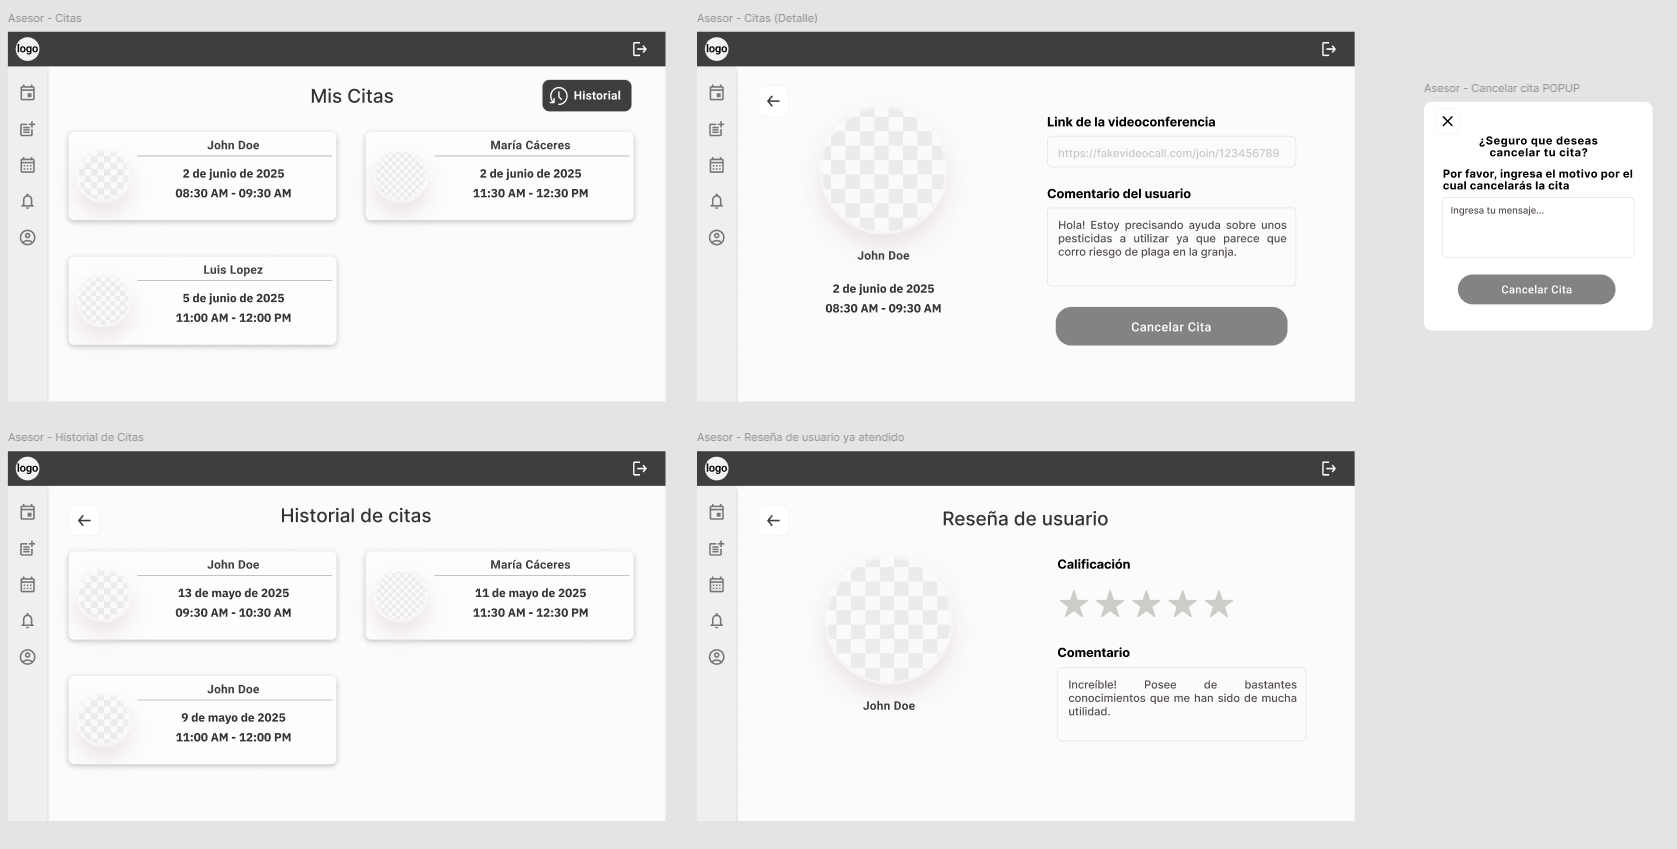 Asesor - Citas
logo
Mis Citas
Historial
John Doe
2 de junio de 2025
08:30 AM - 09:30 AM
María Cáceres
2 de junio de 2025
11:30 AM - 12:30 PM
Luis Lopez
5 de junio de 2025
11:00 AM - 12:00 PM
Asesor - Citas (Detalle)
logo
John Doe
2 de junio de 2025
08:30 AM - 09:30 AM
Link de la videoconferencia
https://fakevideocall.com/join/123456789
Comentario del usuario
Hola! Estoy precisando ayuda sobre unos
pesticidas a utilizar ya que parece que
corro riesgo de plaga en la granja.
Cancelar Cita
Asesor - Cancelar cita POPUP
¿Seguro que deseas
cancelar tu cita?
Por favor, ingresa el motivo por el
cual cancelarás la cita
Ingresa tu mensaje...
Cancelar Cita
Asesor - Historial de Citas
logo
Historial de citas
John Doe
13 de mayo de 2025
09:30 AM - 10:30 AM
María Cáceres
11 de mayo de 2025
11:30 AM - 12:30 PM
John Doe
9 de mayo de 2025
11:00 AM - 12:00 PM
Asesor - Reseña de usuario ya atendido
logo
Reseña de usuario
John Doe
Calificación
Comentario
Increíble! Posee de bastantes
conocimientos que me han sido de mucha
utilidad.